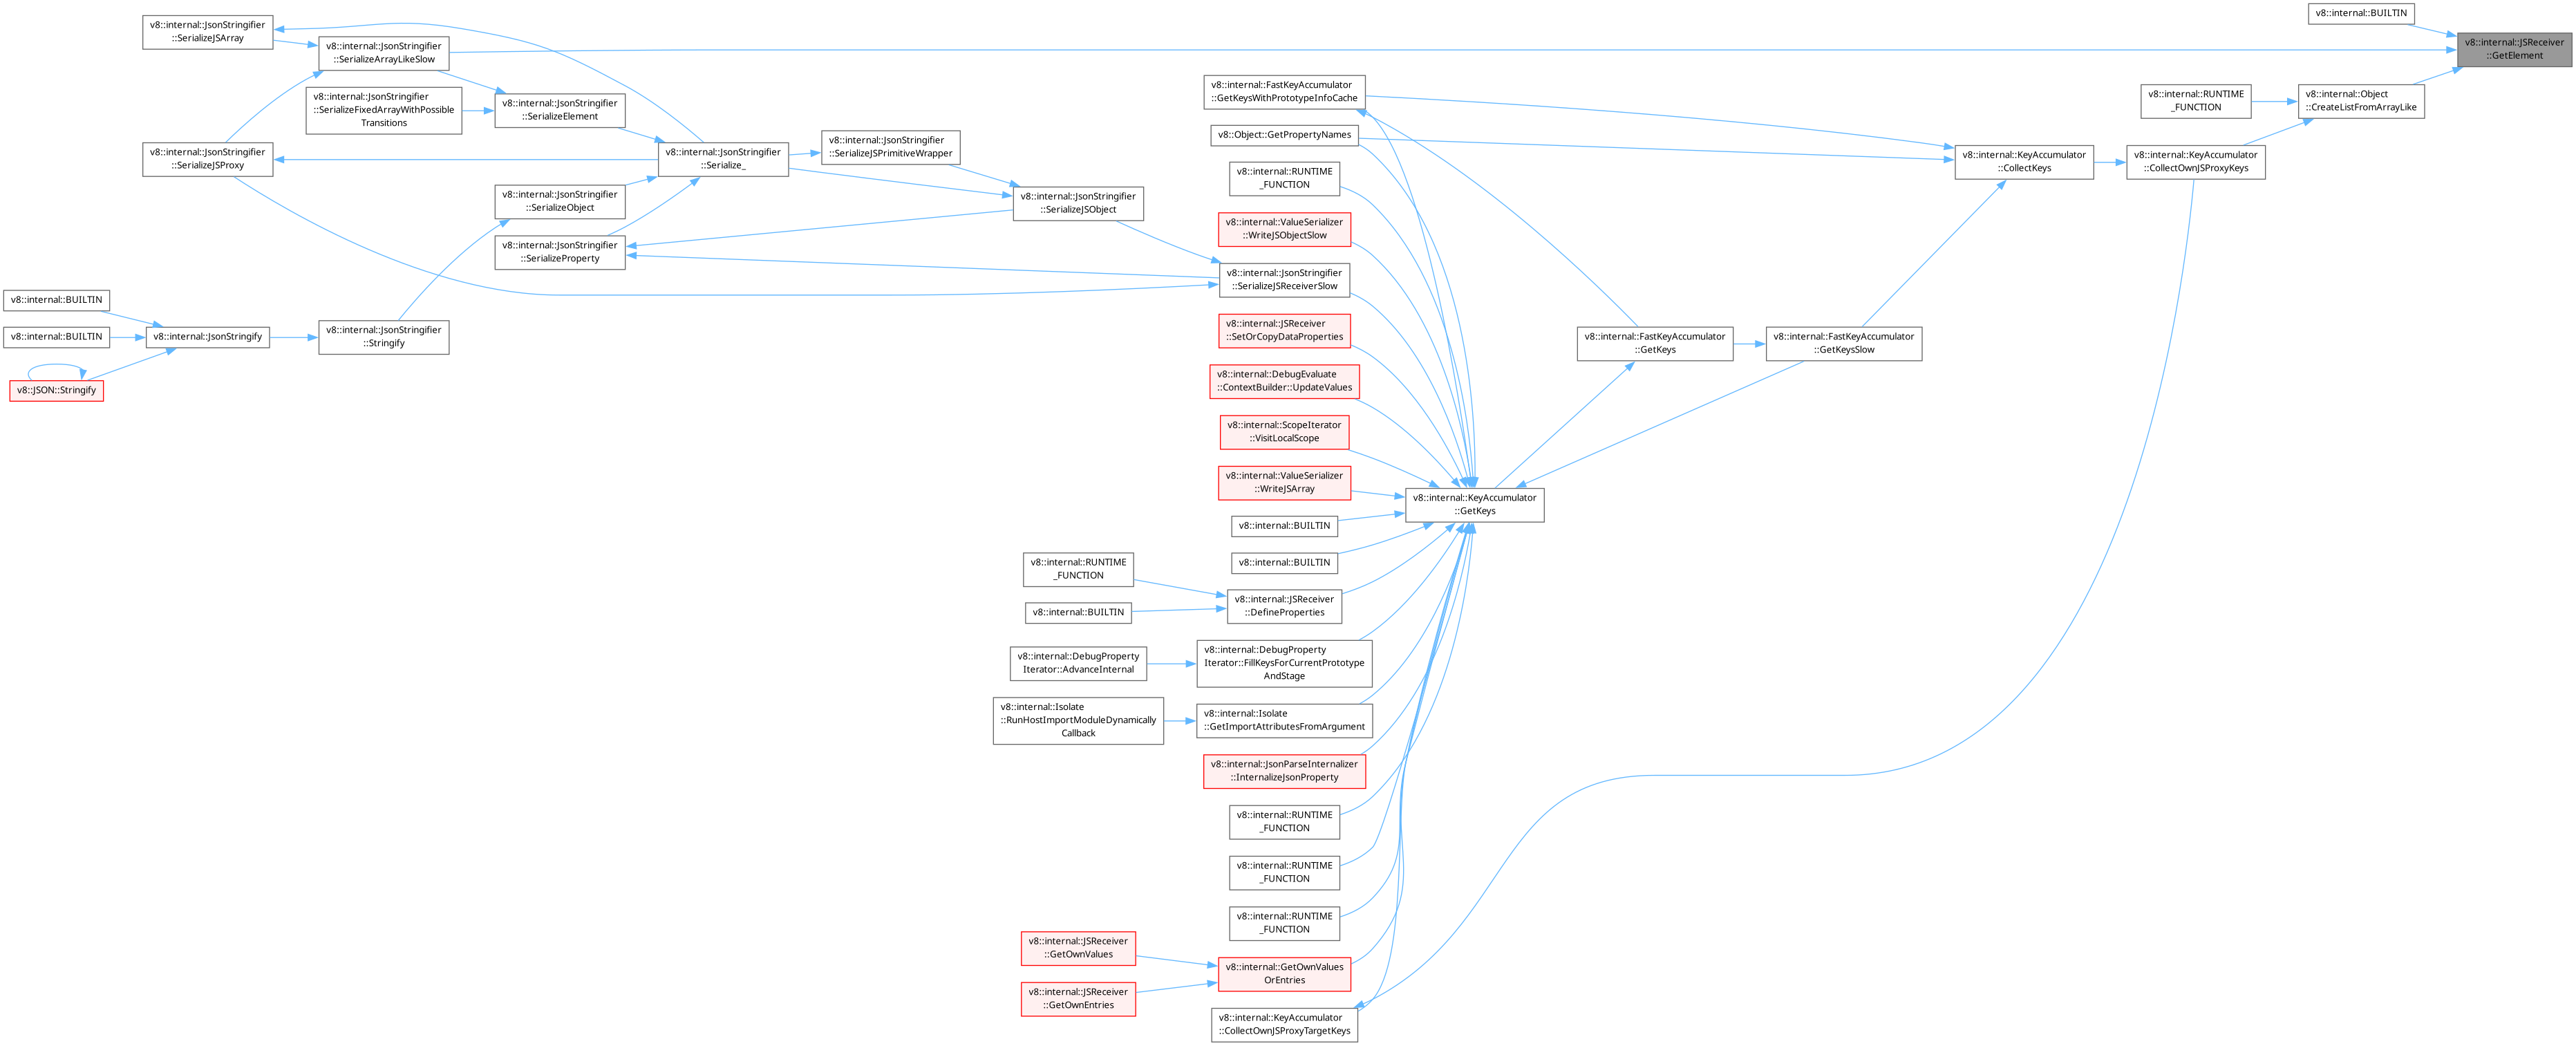 v8::internal::JsonStringifier
::SerializeJSArray
v8::internal::JsonStringifier
::SerializeArrayLikeSlow
v8::internal::JsonStringifier
::SerializeFixedArrayWithPossible
Transitions
v8::internal::JsonStringifier
::SerializeJSProxy
v8::internal::BUILTIN
v8::internal::BUILTIN
v8::JSON::Stringify
v8::internal::JsonStringify
v8::internal::JsonStringifier
::Stringify
v8::internal::JsonStringifier
::SerializeElement
v8::internal::JsonStringifier
::SerializeObject
v8::internal::JsonStringifier
::SerializeProperty
v8::internal::JsonStringifier
::Serialize_
v8::internal::JsonStringifier
::SerializeJSPrimitiveWrapper
v8::internal::JsonStringifier
::SerializeJSObject
v8::internal::FastKeyAccumulator
::GetKeysWithPrototypeInfoCache
v8::Object::GetPropertyNames
v8::internal::RUNTIME
_FUNCTION
v8::internal::ValueSerializer
::WriteJSObjectSlow
v8::internal::JsonStringifier
::SerializeJSReceiverSlow
v8::internal::JSReceiver
::SetOrCopyDataProperties
v8::internal::DebugEvaluate
::ContextBuilder::UpdateValues
v8::internal::ScopeIterator
::VisitLocalScope
v8::internal::ValueSerializer
::WriteJSArray
v8::internal::BUILTIN
v8::internal::BUILTIN
v8::internal::RUNTIME
_FUNCTION
v8::internal::BUILTIN
v8::internal::JSReceiver
::DefineProperties
v8::internal::DebugProperty
Iterator::AdvanceInternal
v8::internal::DebugProperty
Iterator::FillKeysForCurrentPrototype
AndStage
v8::internal::Isolate
::RunHostImportModuleDynamically
Callback
v8::internal::Isolate
::GetImportAttributesFromArgument
v8::internal::JsonParseInternalizer
::InternalizeJsonProperty
v8::internal::RUNTIME
_FUNCTION
v8::internal::RUNTIME
_FUNCTION
v8::internal::RUNTIME
_FUNCTION
v8::internal::JSReceiver
::GetOwnValues
v8::internal::JSReceiver
::GetOwnEntries
v8::internal::GetOwnValues
OrEntries
v8::internal::KeyAccumulator
::CollectOwnJSProxyTargetKeys
v8::internal::KeyAccumulator
::GetKeys
v8::internal::FastKeyAccumulator
::GetKeys
v8::internal::FastKeyAccumulator
::GetKeysSlow
v8::internal::KeyAccumulator
::CollectKeys
v8::internal::KeyAccumulator
::CollectOwnJSProxyKeys
v8::internal::RUNTIME
_FUNCTION
v8::internal::Object
::CreateListFromArrayLike
v8::internal::BUILTIN
v8::internal::JSReceiver
::GetElement